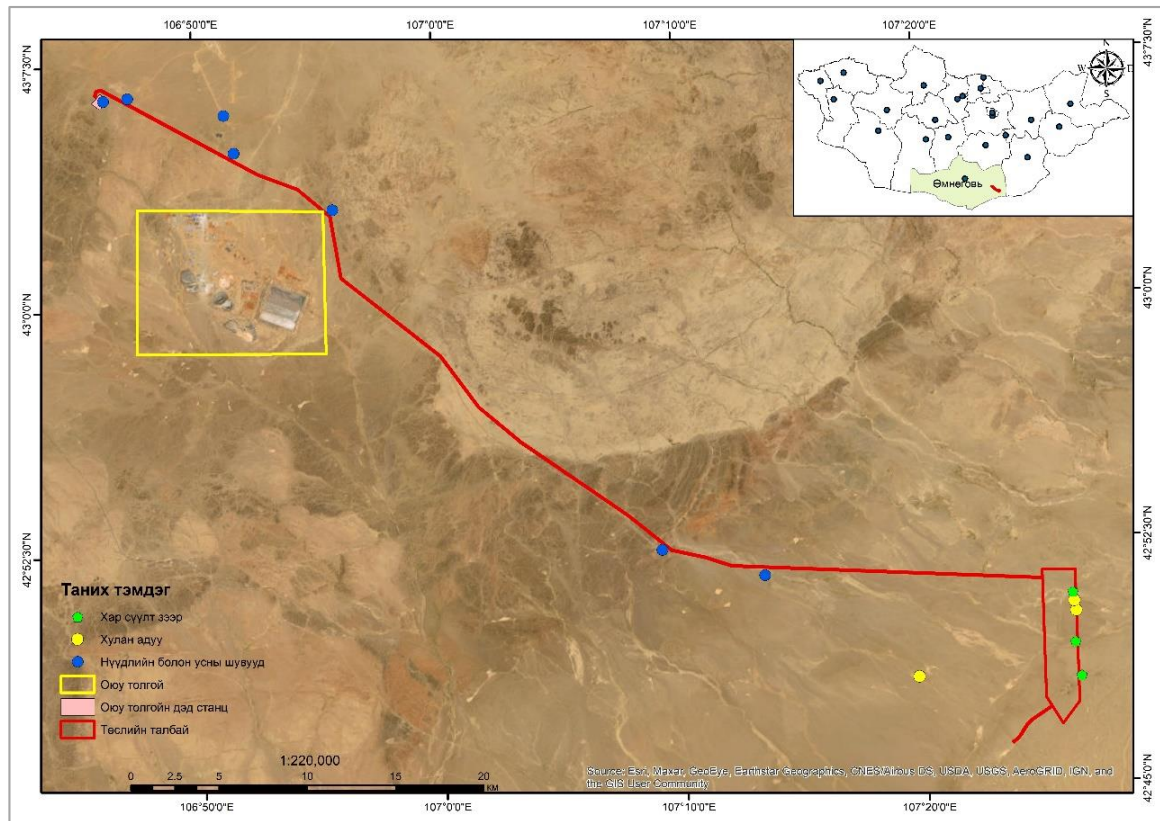 106°50'0"E 107°0'0"E 107°10'0"E 107°20'0"E
43°7'30"N
43°7'30"N
N
W E
S
Өмнеговь
43°0'0"N
43°0'0"N
42°52'30"N
42°52'30"N
Таних тэмдэг
Хар сүүлт зээр
Хулан адуу
Нүүдлийн болон усны шувууд
Оюу толгой
Оюу толгойн дэд станц
Төслийн талбай
1:220,000
0 2.5 5 10 15 20
КМ
Source: Esri, Maxar, GeoEye, Earthstar Geographics, CNES/Airbus DS, USDA, USGS, AeroGRID, IGN, and
the GIS User Community
42°45'0"N
106°50'0"E 107°0'0"E 107°10'0"E 107°20'0"E